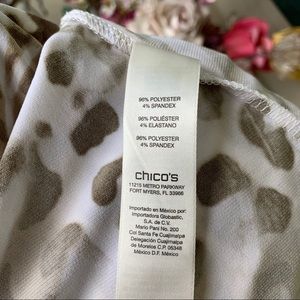 96% POLYESTER
4% SPANDEX
96% POLIÉSTER
4% ELASTANO
96% POLYESTER
4% SPANDEX
chico's
11215 METRO PARKWAY
FORT MYERS, FL 33966
Importado en México por:
Importadora Globastic,
S.A. de C.V.
Mario Pani No. 200
Col Santa Fe Cuajimalpa
Delegación Cuajimalpa
de Morelos C.P. 05348
México D.F. México